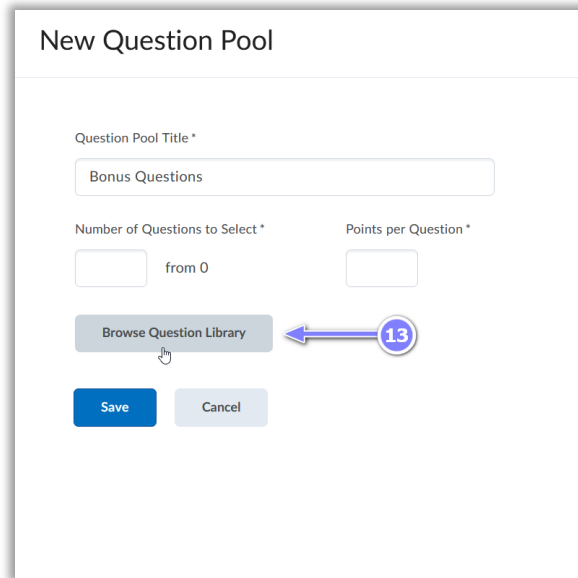 New Question Pool
Question Pool Title *
Bonus Questions
Number of Questions to Select * Points per Question *
from 0
Browse Question Library 13
Save Cancel